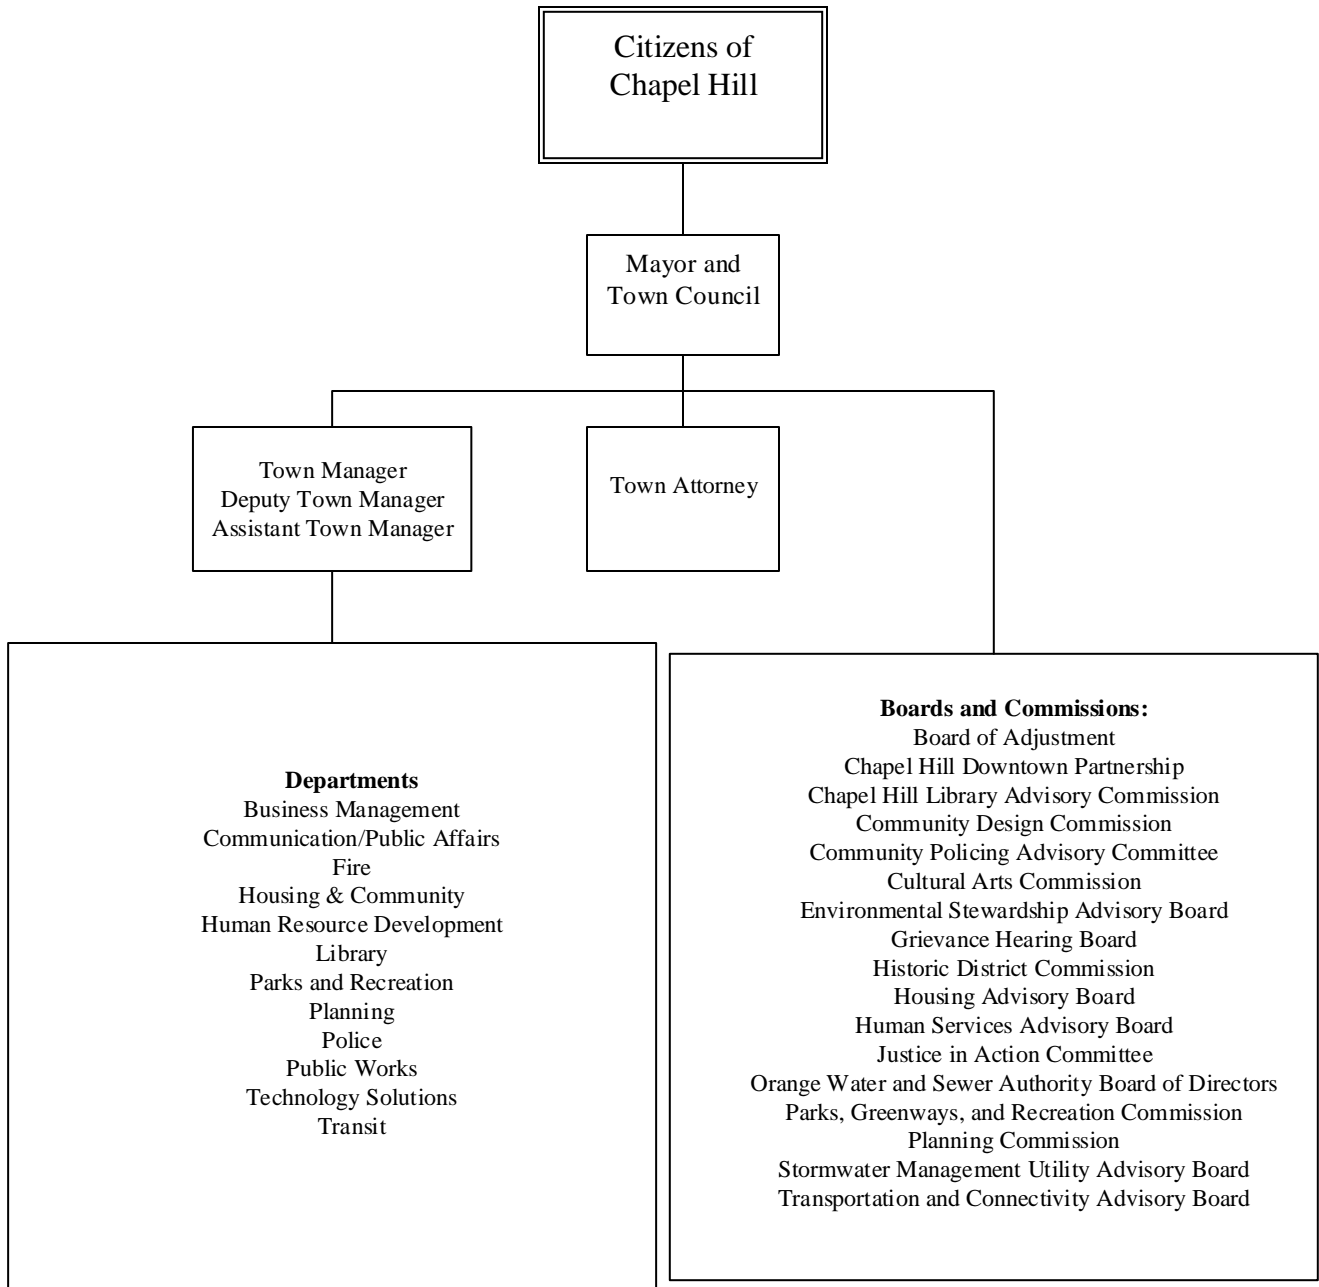 Citizens of
Chapel Hill
Mayor and
Town Council
Town Manager
Deputy Town Manager
Assistant Town Manager
Town Attorney
Departments
Business Management
Communication/Public Affairs
Fire
Housing & Community
Human Resource Development
Library
Parks and Recreation
Planning
Police
Public Works
Technology Solutions
Transit
Boards and Commissions:
Board of Adjustment
Chapel Hill Downtown Partnership
Chapel Hill Library Advisory Commission
Community Design Commission
Community Policing Advisory Committee
Cultural Arts Commission
Environmental Stewardship Advisory Board
Grievance Hearing Board
Historic District Commission
Housing Advisory Board
Human Services Advisory Board
Justice in Action Committee
Orange Water and Sewer Authority Board of Directors
Parks, Greenways, and Recreation Commission
Planning Commission
Stormwater Management Utility Advisory Board
Transportation and Connectivity Advisory Board